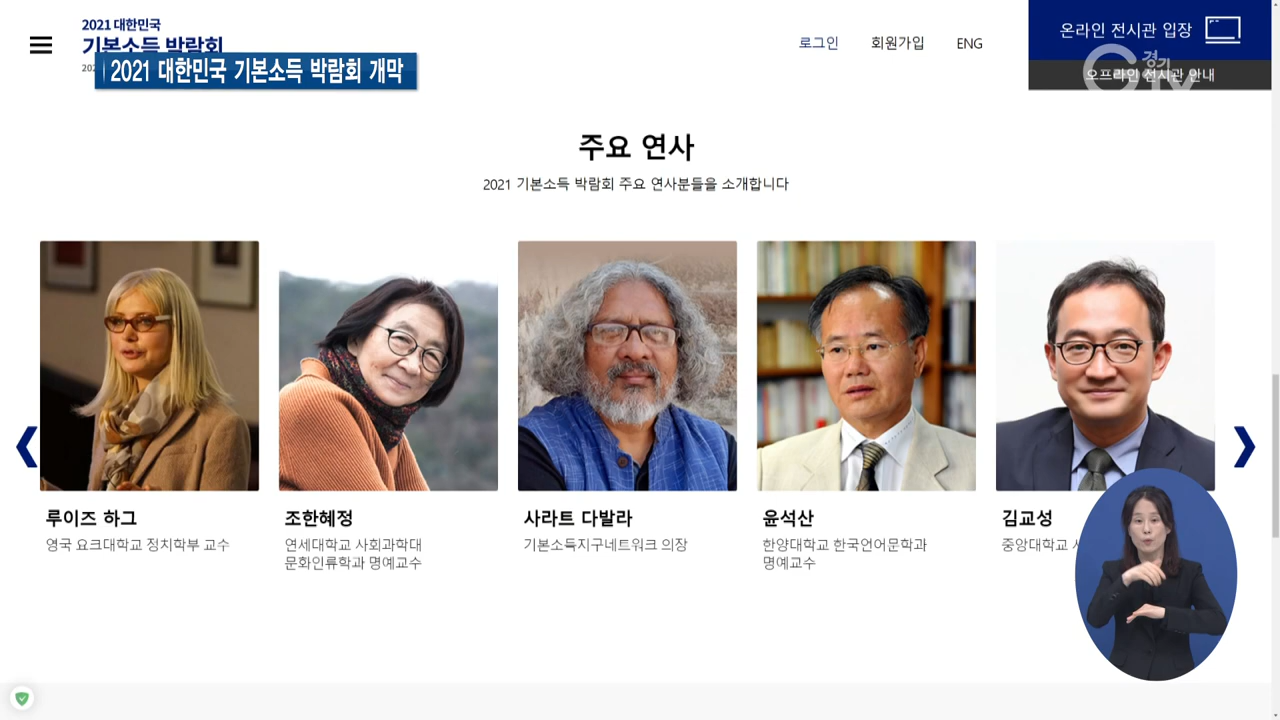 2021 대한민국
기본소득 박람회
2021 대한민국 기본소득 박람회 개막
로그인
회원가입
ENG
온라인 전시관 입장
오프라인 전시관 안내
경기
GTV
주요 연사
2021 기본소득 박람회 주요 연사분들을 소개합니다
루이즈 하그
영국 요크대학교 정치학부 교수
조한혜정
연세대학교 사회과학대
문화인류학과 명예교수
사라트 다발라
기본소득지구네트워크 의장
윤석산
한양대학교 한국언어문학과
명예교수
김교성
중앙대학교